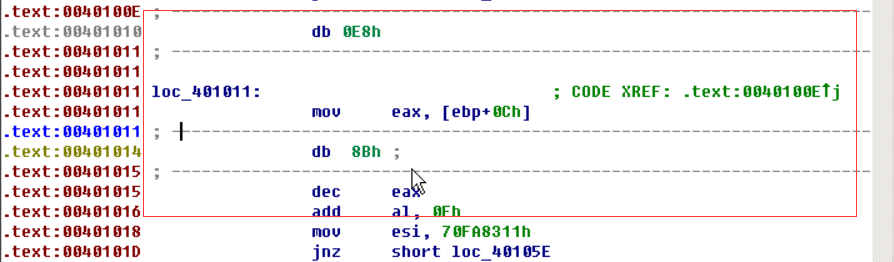 .text:0040100E ; ---------------------------------------------------------------------------
.text:00401010 db 0E8h
.text:00401011 ; ---------------------------------------------------------------------------
.text:00401011
.text:00401011 loc_401011: ; CODE XREF: .text:0040100E↑j
.text:00401011 mov eax, [ebp+0Ch]
.text:00401011 ; ---------------------------------------------------------------------------
.text:00401014 db 8Bh ;
.text:00401015 ; ---------------------------------------------------------------------------
.text:00401015 dec eax
.text:00401016 add al, 0Fh
.text:00401018 mov esi, 70FA8311h
.text:0040101D jnz short loc_40105E